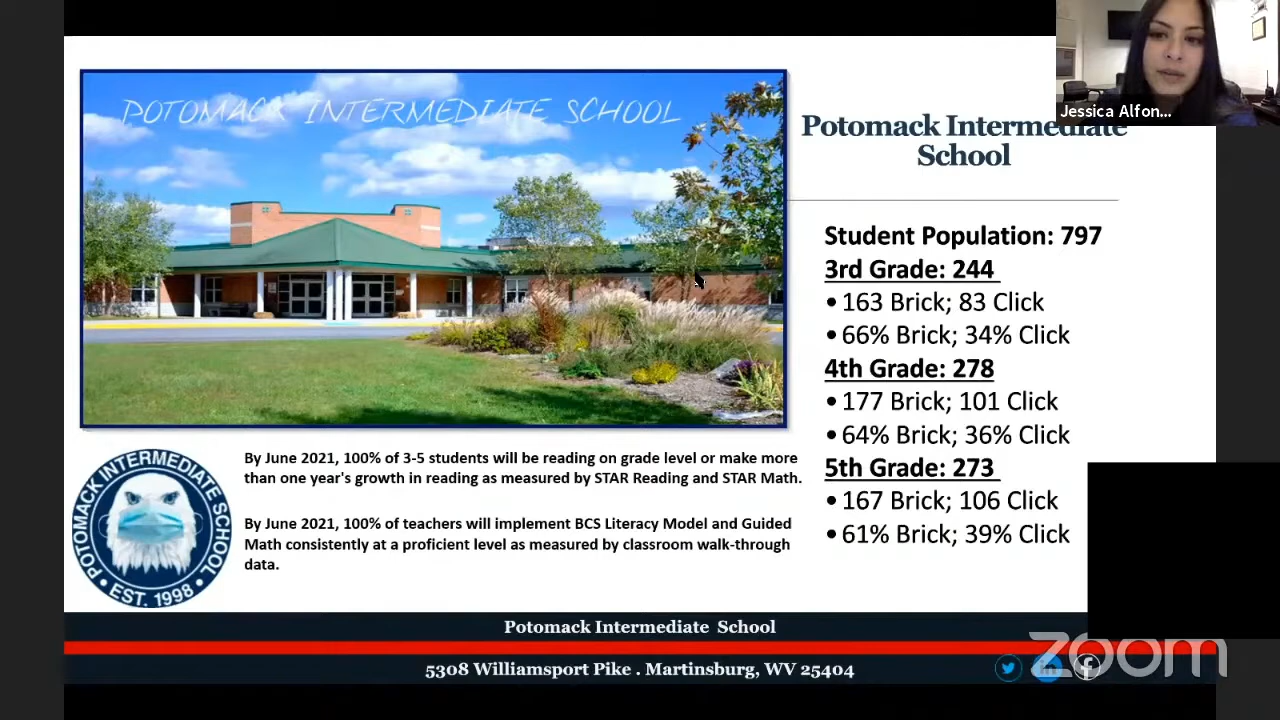 Jessica Alfon...
POTOMACK INTERMEDIATE SCHOOL
Potomack Intermediate
School
Student Population: 797
3rd Grade: 244
• 163 Brick; 83 Click
• 66% Brick; 34% Click
4th Grade: 278
• 177 Brick; 101 Click
• 64% Brick; 36% Click
5th Grade: 273
• 167 Brick; 106 Click
• 61% Brick; 39% Click
By June 2021, 100% of 3-5 students will be reading on grade level or make more
than one year's growth in reading as measured by STAR Reading and STAR Math.
By June 2021, 100% of teachers will implement BCS Literacy Model and Guided
Math consistently at a proficient level as measured by classroom walk-through
data.
POTOMACK INTERMEDIATE SCHOOL
• EST. 1998 •
Potomack Intermediate School
5308 Williamsport Pike . Martinsburg, WV 25404
zoom